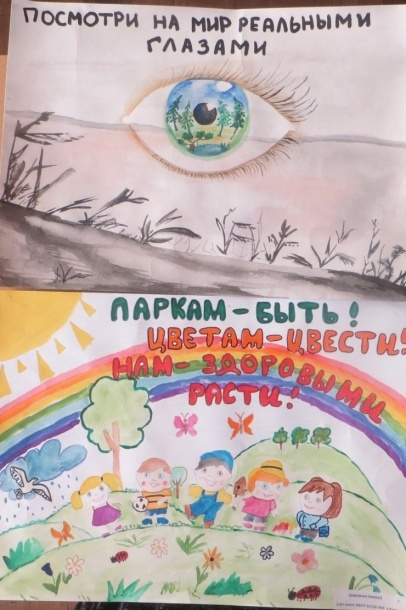 ПОСМОТРИ НА МИР РЕАЛЬНЫМИ
ГЛАЗАМИ
ПАРКАМ-БЫТЬ!
ЦВЕТАМ-ЦВЕСТИ!
НАМ-ЗДОРОВЫМИ
РАСТИ!